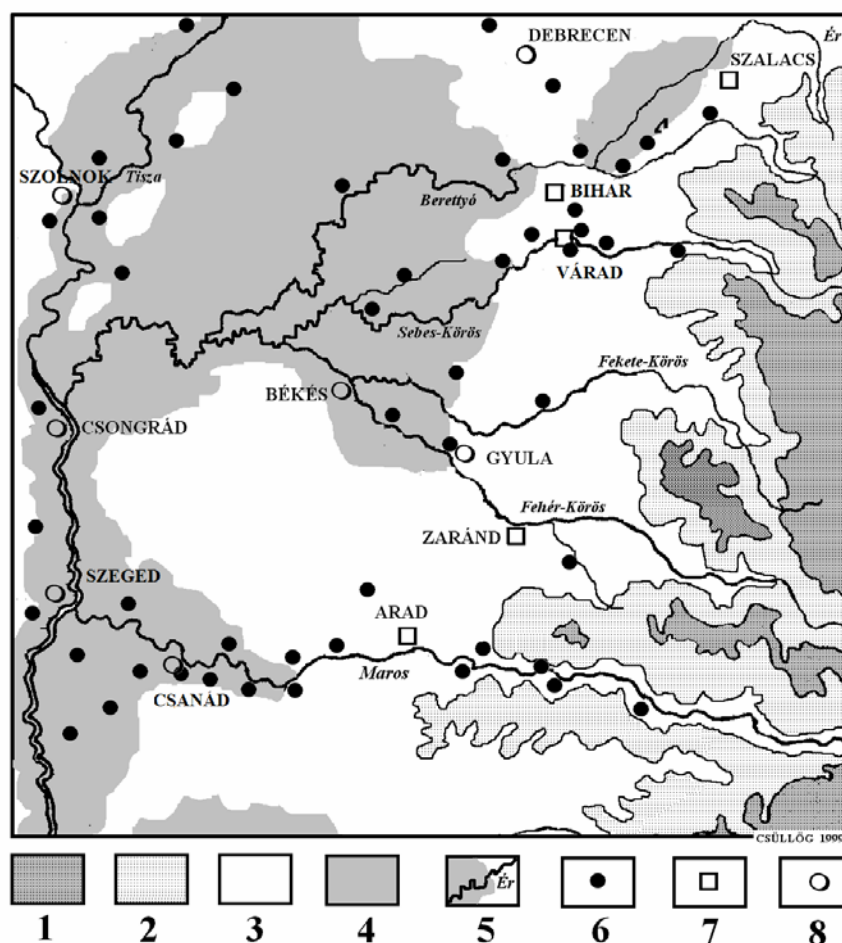 DEBRECEN
Ér
SZALACS
SZOLNOK
Tisza
BIHAR
Berettyó
VÁRAD
Sebes-Körös
Fekete-Körös
BÉKÉS
CSONGRÁD
GYULA
Fehér-Körös
ZARÁND
SZEGED
ARAD
Maros
CSANÁD
CSÜLLÖG 1999
Ér
1 2 3 4 5 6 7 8